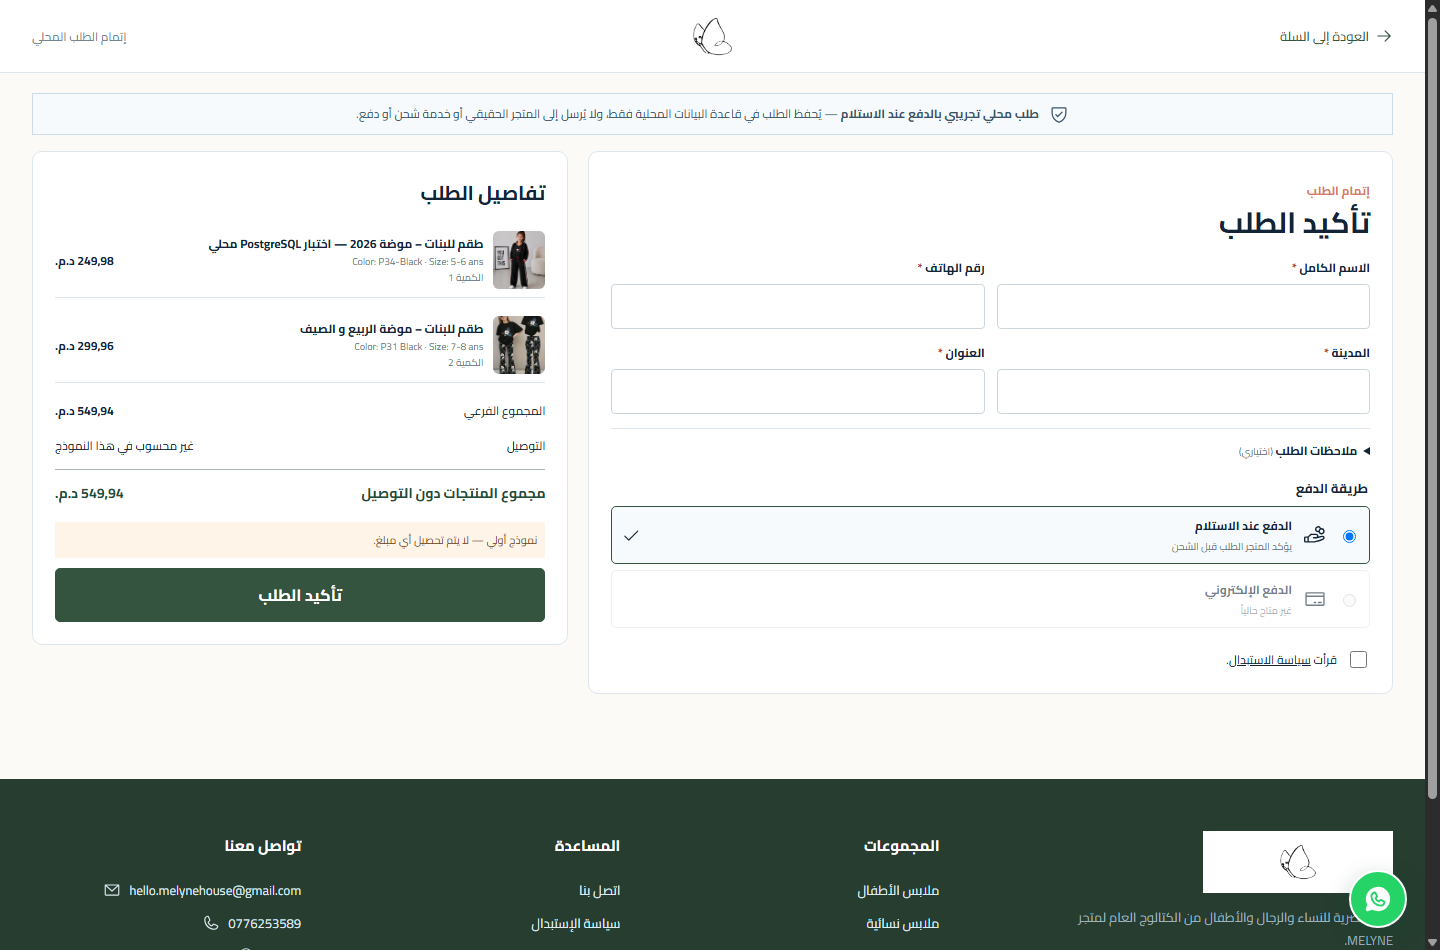 العودة إلى السلة
إتمام الطلب المحلي
طلب محلي تجريبي بالدفع عند الاستلام — يُحفظ الطلب في قاعدة البيانات المحلية فقط، ولا يُرسل إلى المتجر الحقيقي أو خدمة شحن أو دفع.
إتمام الطلب
تأكيد الطلب
الاسم الكامل *
رقم الهاتف *
المدينة *
العنوان *
ملاحظات الطلب (اختياري)
طريقة الدفع
الدفع عند الاستلام
يؤكد المتجر الطلب قبل الشحن
الدفع الإلكتروني
غير متاح حالياً
قرأت سياسة الاستبدال.
تفاصيل الطلب
طقم للبنات – موضة 2026 — اختبار PostgreSQL محلي
Color: P34-Black · Size: 5-6 ans
الكمية 1
249,98 د.م.
طقم للبنات – موضة الربيع و الصيف
Color: P31 Black · Size: 7-8 ans
الكمية 2
299,96 د.م.
المجموع الفرعي
549,94 د.م.
التوصيل
غير محسوب في هذا النموذج
مجموع المنتجات دون التوصيل
549,94 د.م.
نموذج أولي — لا يتم تحصيل أي مبلغ.
تأكيد الطلب
للنساء والرجال والأطفال من الكتالوج العام لمتجر
MELYNE.
المجموعات
ملابس الأطفال
ملابس نسائية
المساعدة
اتصل بنا
سياسة الإستبدال
تواصل معنا
hello.melynehouse@gmail.com
0776253589